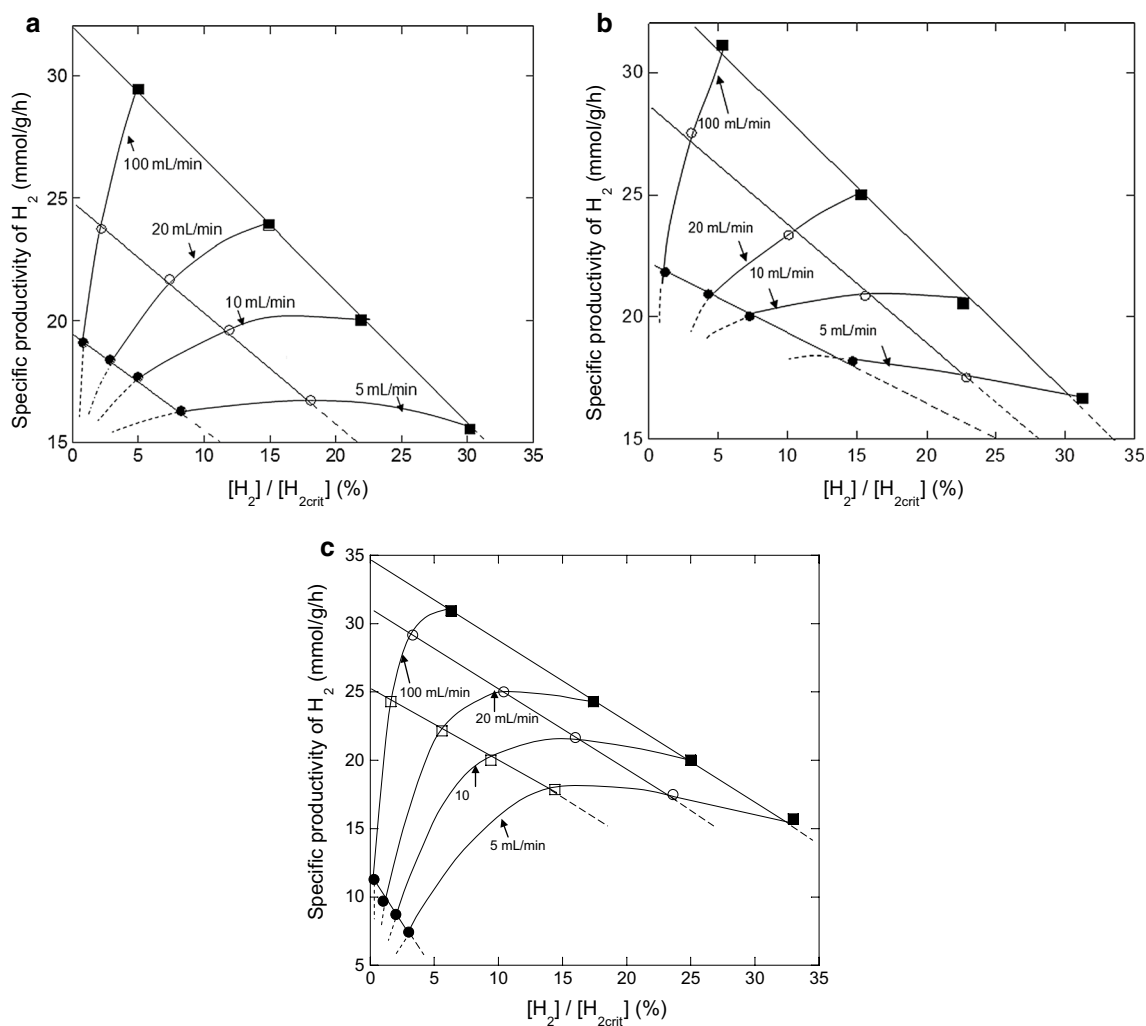 a
Specific productivity of H2 (mmol/g/h)
30
25
20
15
100 mL/min
20 mL/min
10 mL/min
5 mL/min
0 5 10 15 20 25 30 35
[H2] / [H2crit] (%)
b
Specific productivity of H2 (mmol/g/h)
30
25
20
15
100 mL/min
20 mL/min
10 mL/min
5 mL/min
0 5 10 15 20 25 30 35
[H2] / [H2crit] (%)
c
Specific productivity of H2 (mmol/g/h)
35
30
25
20
15
10
5
100 mL/min
20 mL/min
10
5 mL/min
0 5 10 15 20 25 30 35
[H2] / [H2crit] (%)